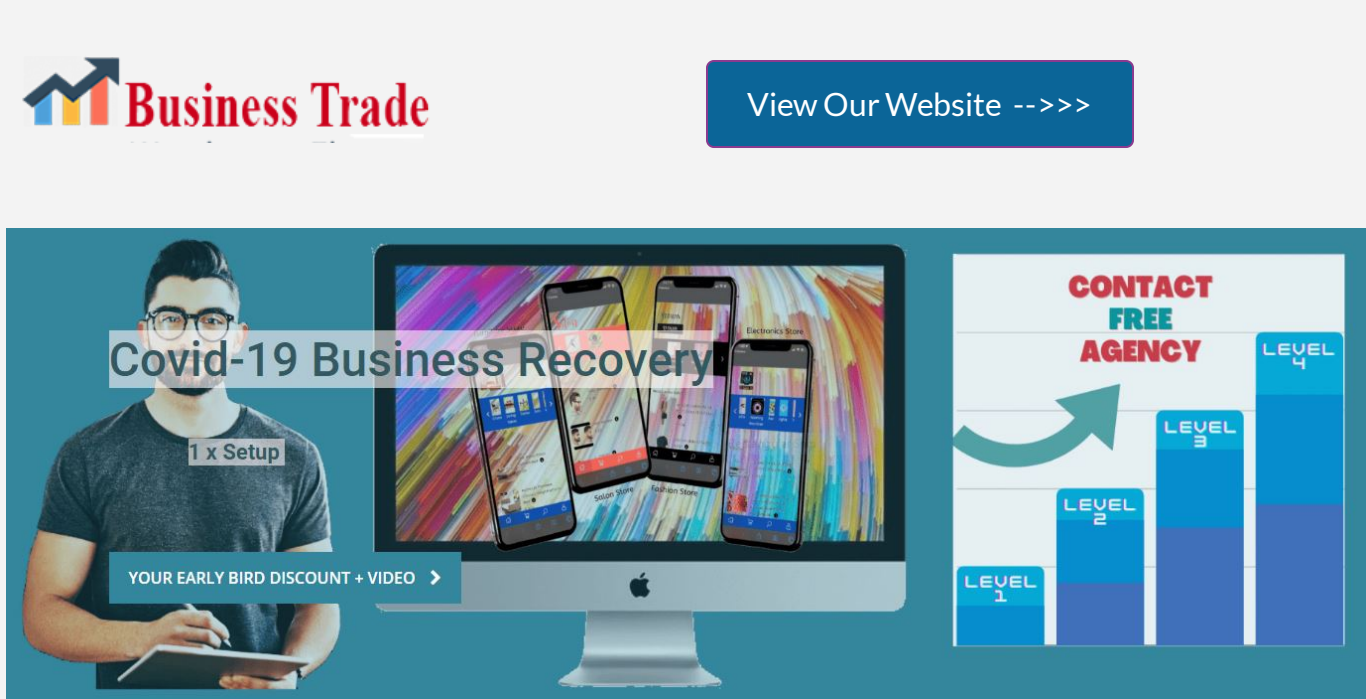 Business Trade
View Our Website -->>>
Covid-19 Business Recovery
1 x Setup
YOUR EARLY BIRD DISCOUNT + VIDEO
Electronics Store
Salon Store
Fashion Store
CONTACT
FREE
AGENCY
LEVEL
4
LEVEL
3
LEVEL
2
LEVEL
1